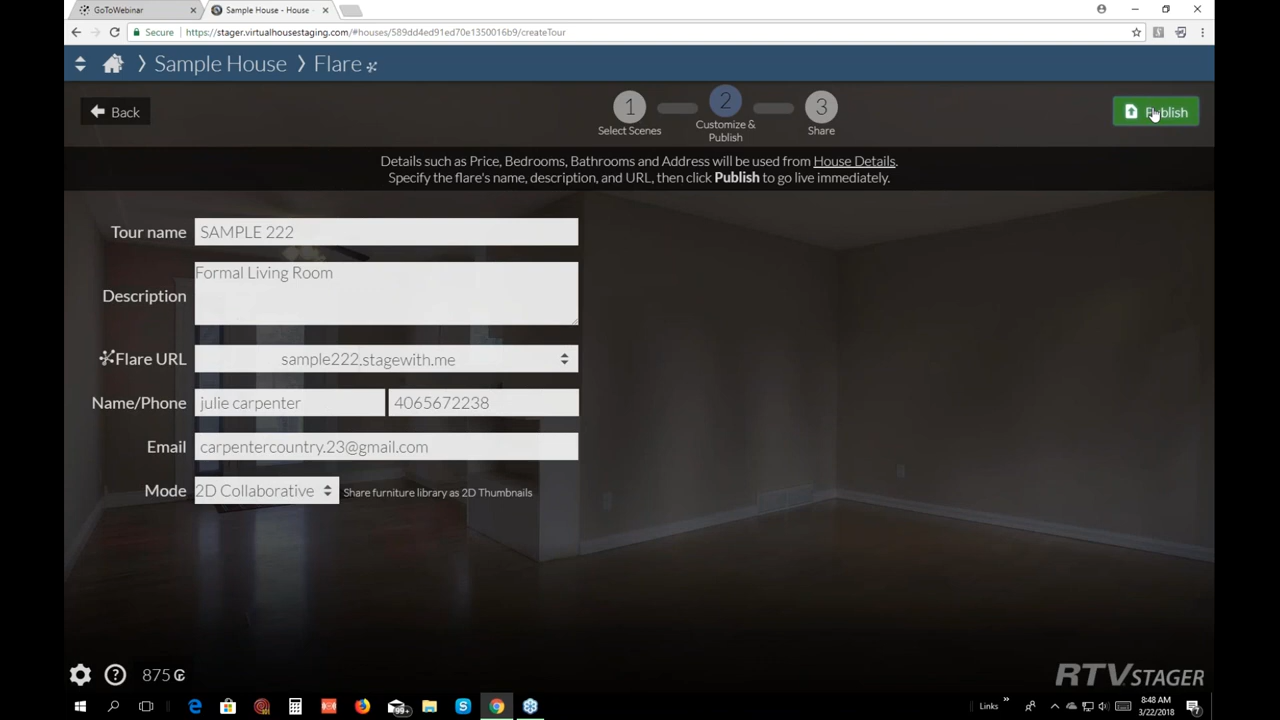 GoToWebinar
Sample House - House -
Secure
https://stager.virtualhousestaging.com/#houses/589dd4ed91ed70e1350016b9/createTour
Sample House
Flare
Back
1
Select Scenes
2
Customize &
Publish
3
Share
Publish
Details such as Price, Bedrooms, Bathrooms and Address will be used from House Details.
Specify the flare's name, description, and URL, then click Publish to go live immediately.
Tour name
SAMPLE 222
Description
Formal Living Room
Flare URL
sample222.stagewith.me
Name/Phone
julie carpenter
4065672238
Email
carpentercountry.23@gmail.com
Mode
2D Collaborative
Share furniture library as 2D Thumbnails
875
RTVSTAGER
99+
Links
8:48 AM
3/22/2018